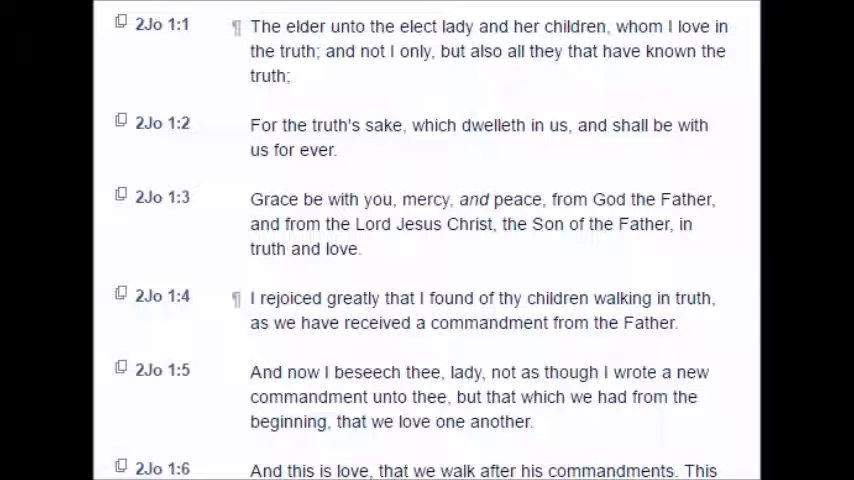 2Jo 1:1 ¶ The elder unto the elect lady and her children, whom I love in
the truth; and not I only, but also all they that have known the
truth;
2Jo 1:2 For the truth's sake, which dwelleth in us, and shall be with
us for ever.
2Jo 1:3 Grace be with you, mercy, and peace, from God the Father,
and from the Lord Jesus Christ, the Son of the Father, in
truth and love.
2Jo 1:4 ¶ I rejoiced greatly that I found of thy children walking in truth,
as we have received a commandment from the Father.
2Jo 1:5 And now I beseech thee, lady, not as though I wrote a new
commandment unto thee, but that which we had from the
beginning, that we love one another.
2Jo 1:6 And this is love, that we walk after his commandments. This